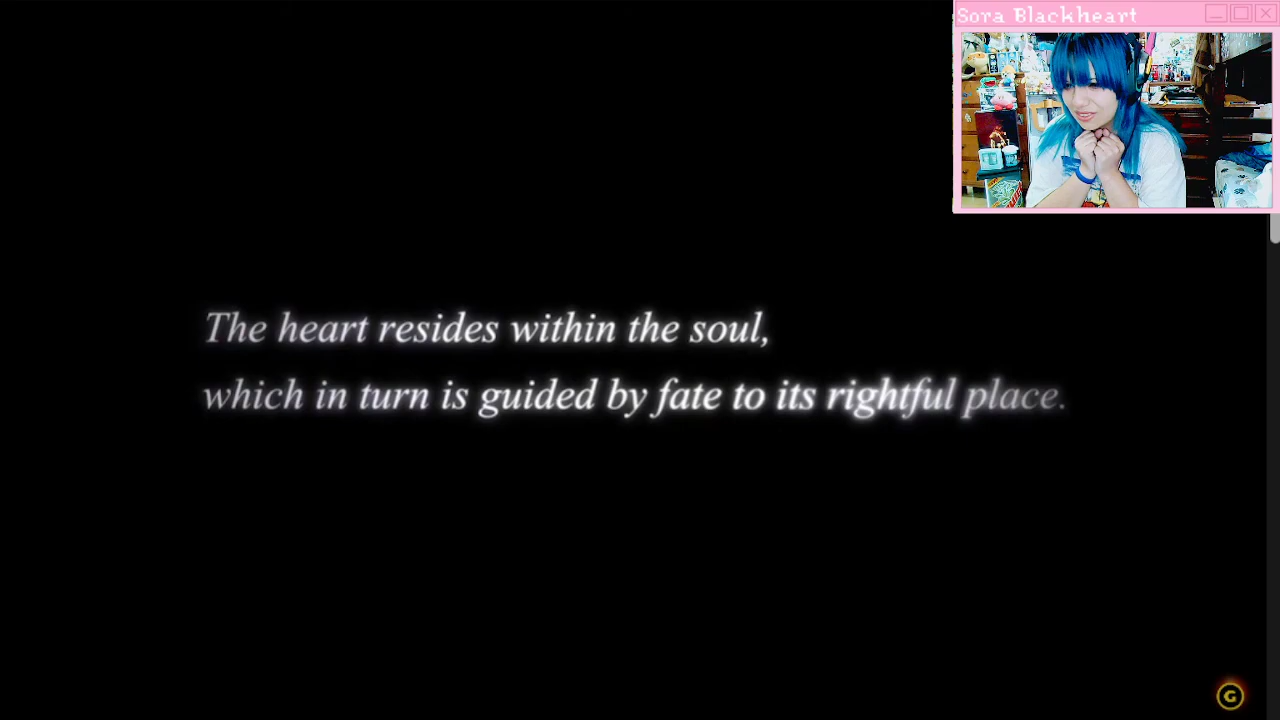 Sora Blackheart
The heart resides within the soul,
which in turn is guided by fate to its rightful place.
G